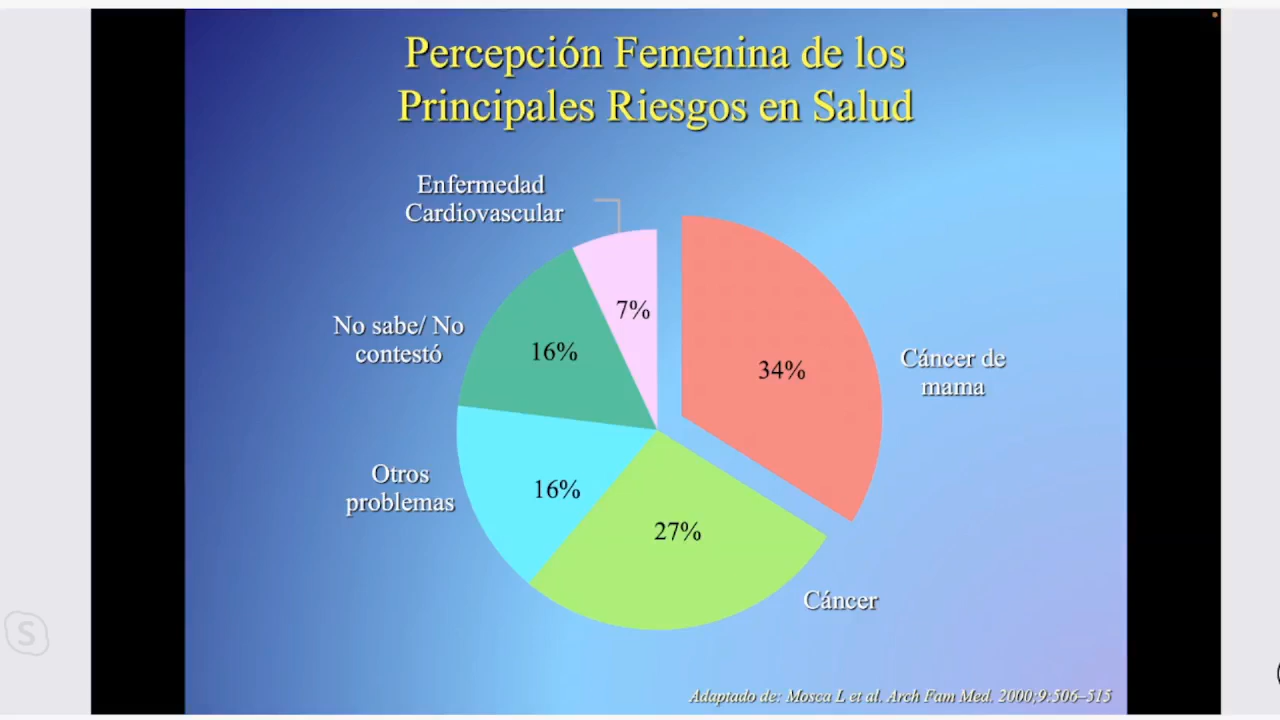 Percepción Femenina de los
Principales Riesgos en Salud
Enfermedad
Cardiovascular
7%
No sabe/ No
contestó
16%
34%
Cáncer de
mama
Otros
problemas
16%
27%
Cáncer
Adaptado de: Mosca L et al. Arch Fam Med. 2000;9:506–515
S